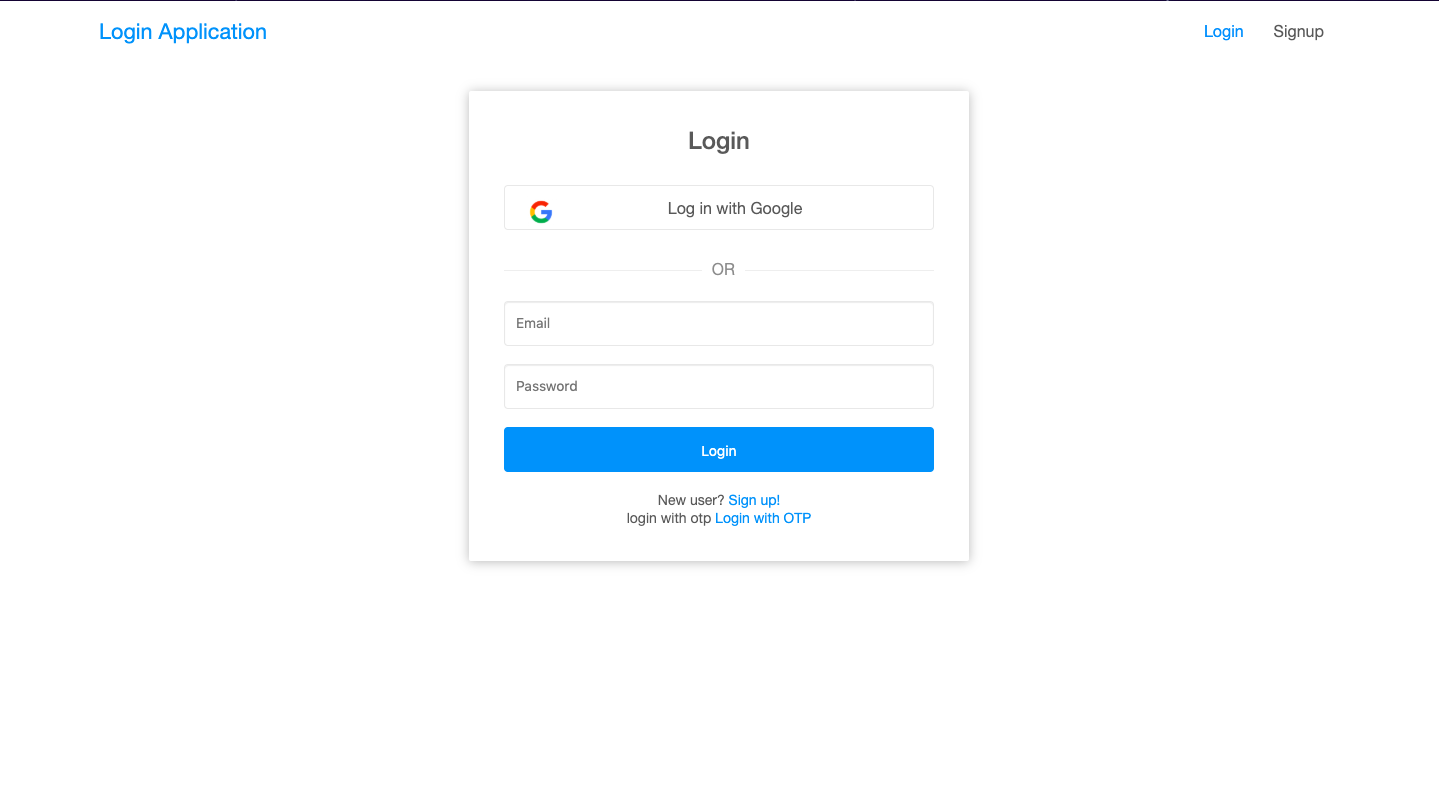 Login Application
Login Signup
Login
Log in with Google
OR
Email
Password
Login
New user? Sign up!
login with otp Login with OTP